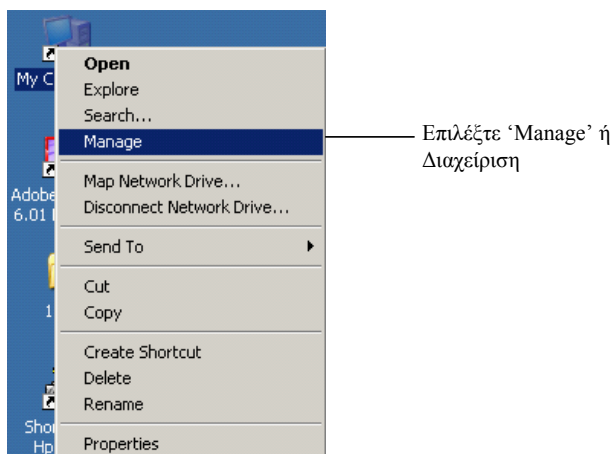 My C
Open
Explore
Search...
Manage
Επιλέξτε ‘Manage’ ή
Διαχείριση
Map Network Drive...
Adobe
Disconnect Network Drive...
6.01
Send To
Cut
1
Copy
Create Shortcut
Delete
Rename
Shor
Hp
Properties